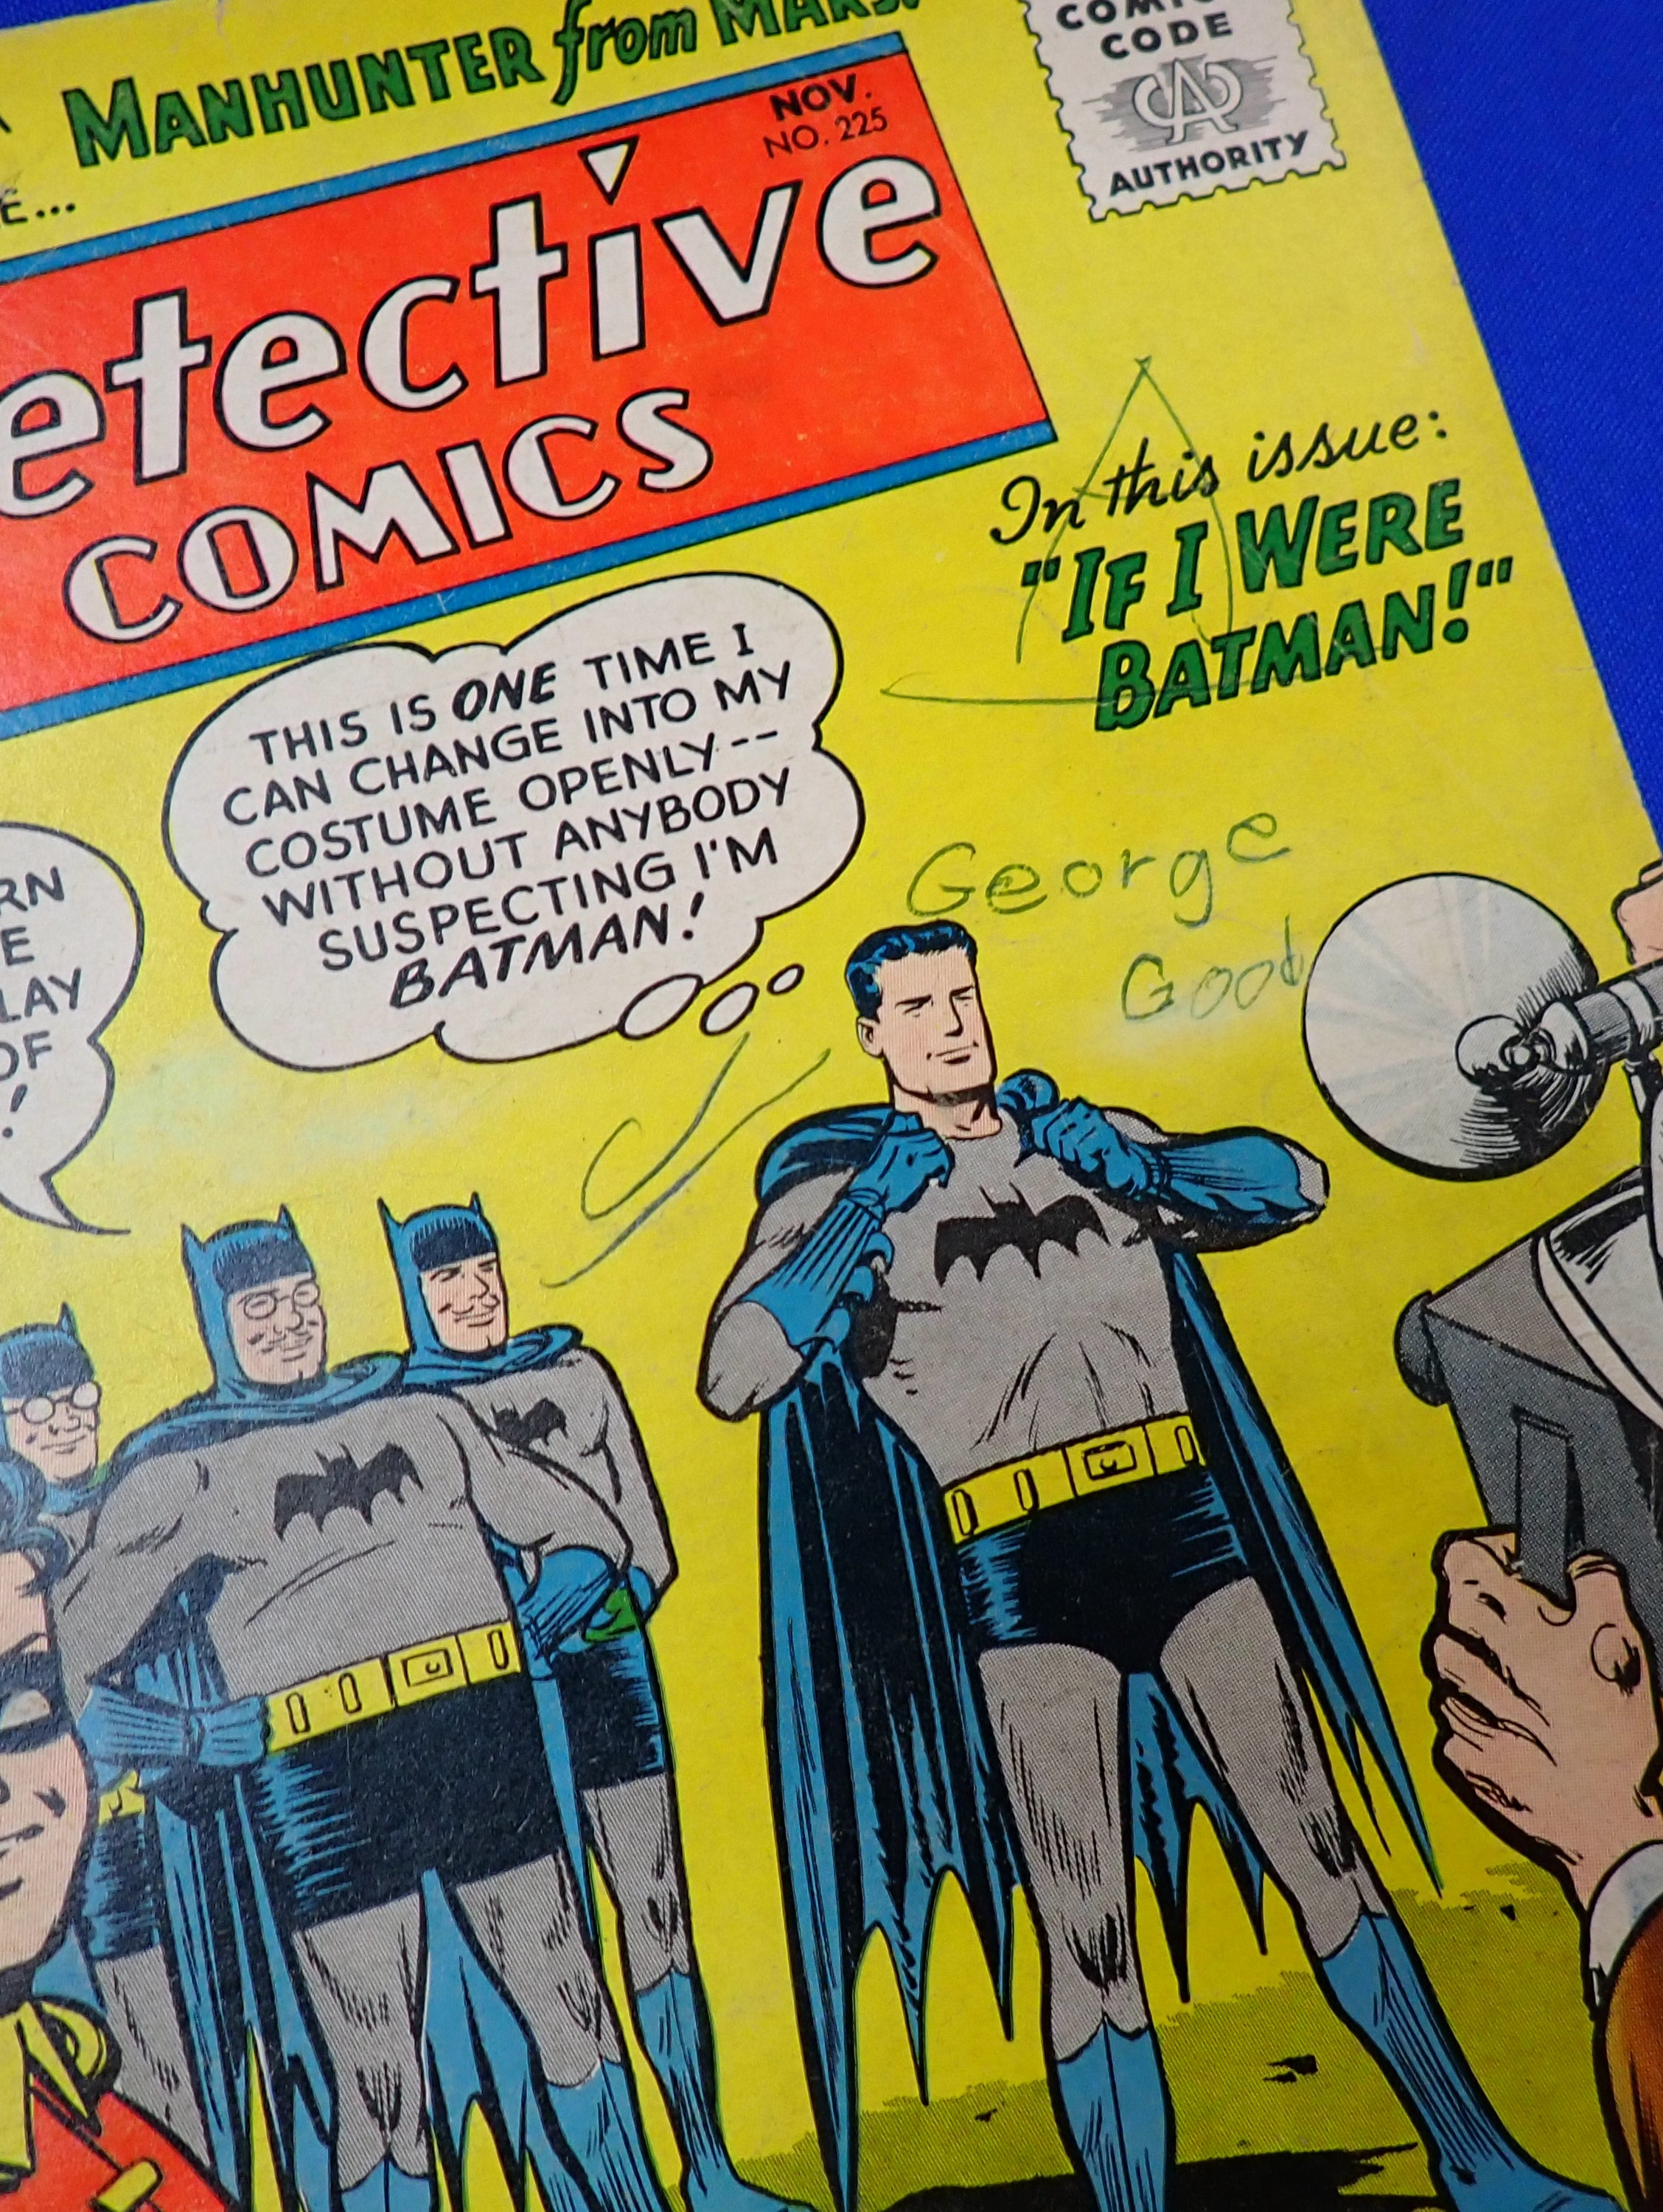 MANHUNTER from MARS!
E...
COMICS
CODE
CA
AUTHORITY
NOV.
NO. 225
etective
COMICS
In this issue:
"IF I WERE
BATMAN!"
THIS IS ONE TIME I
CAN CHANGE INTO MY
COSTUME OPENLY--
WITHOUT ANYBODY
SUSPECTING I'M
BATMAN!
RN
E
LAY
OF
!
A
George
Good
R